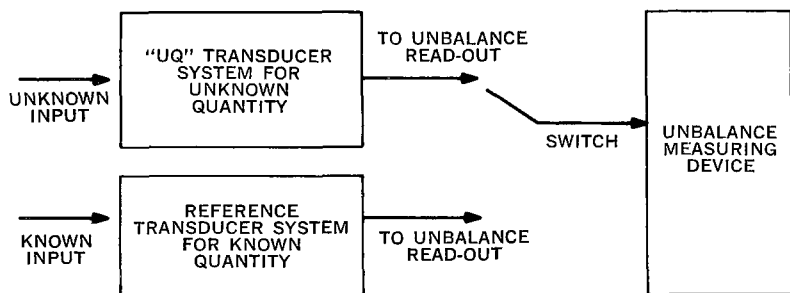 "UQ" TRANSDUCER
SYSTEM FOR
UNKNOWN
QUANTITY
UNKNOWN
INPUT
TO UNBALANCE
READ-OUT
SWITCH
UNBALANCE
MEASURING
DEVICE
REFERENCE
TRANSDUCER SYSTEM
FOR KNOWN
QUANTITY
KNOWN
INPUT
TO UNBALANCE
READ-OUT